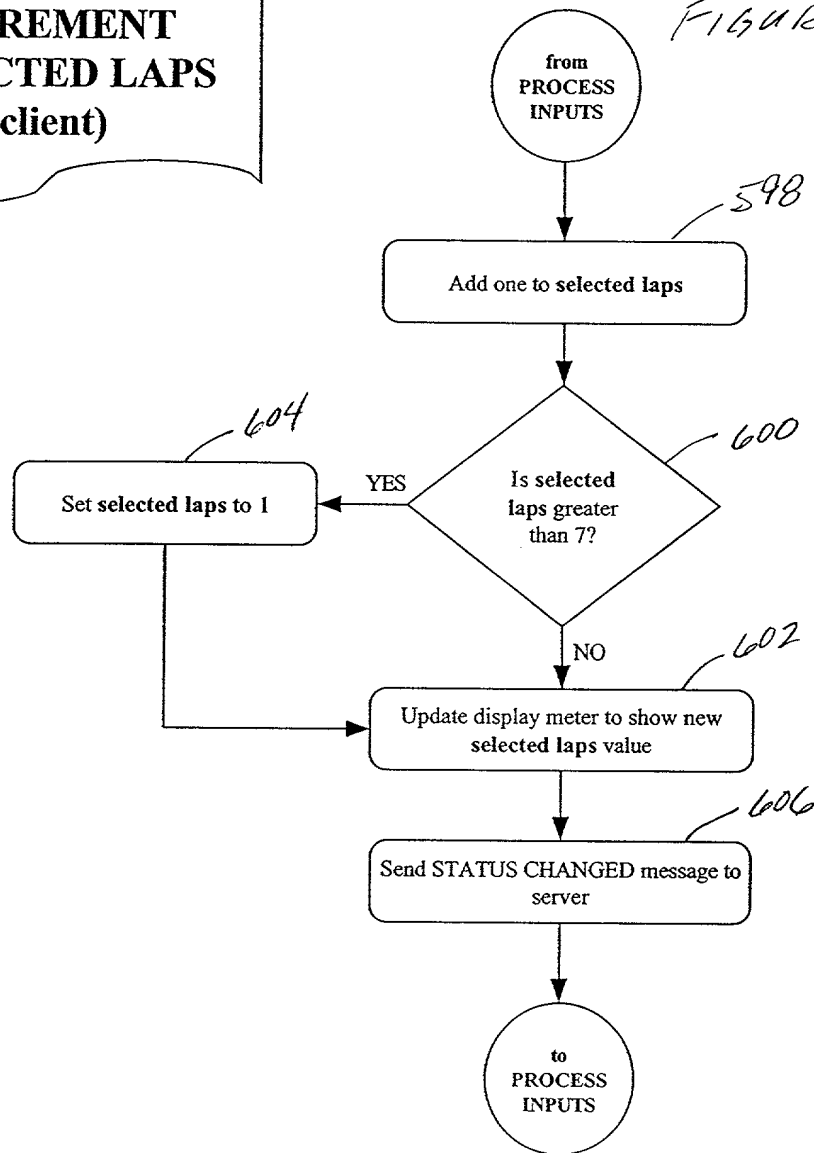 REMENT
CTED LAPS
client)
FIGUR
from
PROCESS
INPUTS
598
Add one to selected laps
604
600
Set selected laps to 1
YES
Is selected
laps greater
than 7?
NO
602
Update display meter to show new
selected laps value
606
Send STATUS CHANGED message to
server
to
PROCESS
INPUTS